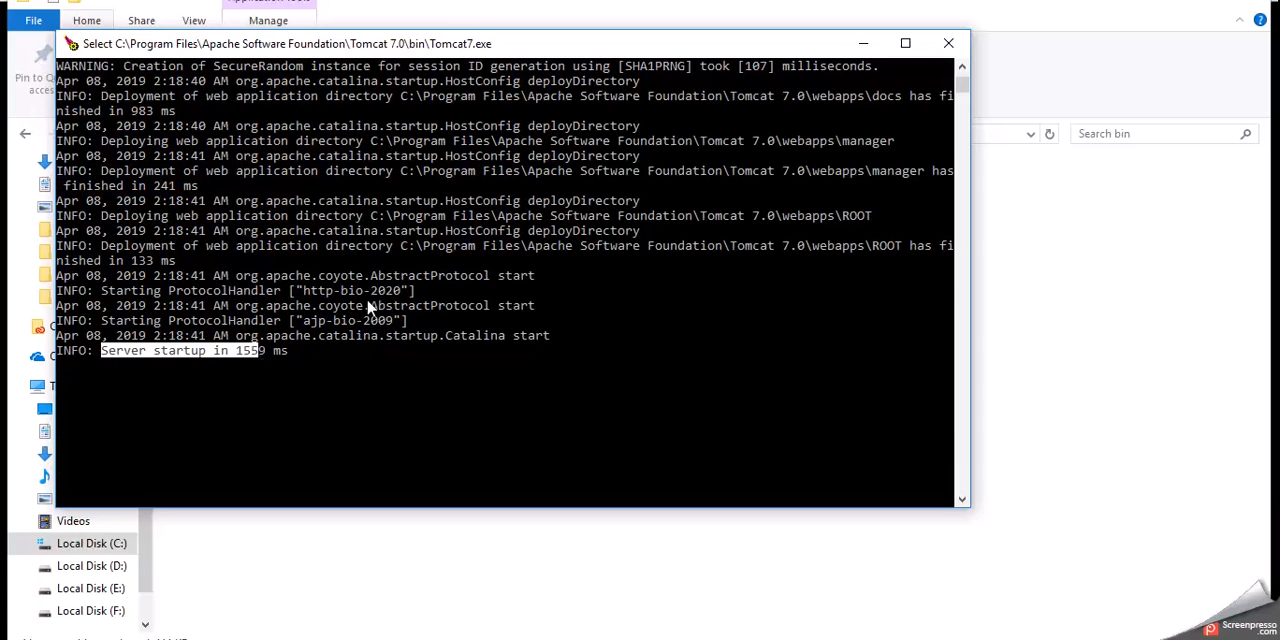 File
Home
Share
View
Manage
Select C:\Program Files\Apache Software Foundation\Tomcat 7.0\bin\Tomcat7.exe
WARNING: Creation of SecureRandom instance for session ID generation using [SHA1PRNG] took [107] milliseconds.
Apr 08, 2019 2:18:40 AM org.apache.catalina.startup.HostConfig deployDirectory
INFO: Deployment of web application directory C:\Program Files\Apache Software Foundation\Tomcat 7.0\webapps\docs has fi
nished in 983 ms
Apr 08, 2019 2:18:40 AM org.apache.catalina.startup.HostConfig deployDirectory
INFO: Deploying web application directory C:\Program Files\Apache Software Foundation\Tomcat 7.0\webapps\manager
Apr 08, 2019 2:18:41 AM org.apache.catalina.startup.HostConfig deployDirectory
INFO: Deployment of web application directory C:\Program Files\Apache Software Foundation\Tomcat 7.0\webapps\manager has
finished in 241 ms
Apr 08, 2019 2:18:41 AM org.apache.catalina.startup.HostConfig deployDirectory
INFO: Deploying web application directory C:\Program Files\Apache Software Foundation\Tomcat 7.0\webapps\ROOT
Apr 08, 2019 2:18:41 AM org.apache.catalina.startup.HostConfig deployDirectory
INFO: Deployment of web application directory C:\Program Files\Apache Software Foundation\Tomcat 7.0\webapps\ROOT has fi
nished in 133 ms
Apr 08, 2019 2:18:41 AM org.apache.coyote.AbstractProtocol start
INFO: Starting ProtocolHandler ["http-bio-2020"]
Apr 08, 2019 2:18:41 AM org.apache.coyote.AbstractProtocol start
INFO: Starting ProtocolHandler ["ajp-bio-2009"]
Apr 08, 2019 2:18:41 AM org.apache.catalina.startup.Catalina start
INFO: Server startup in 1559 ms
Pin to Q
access
Search bin
Videos
Local Disk (C:)
Local Disk (D:)
Local Disk (E:)
Local Disk (F:)
Screenpresso
.com